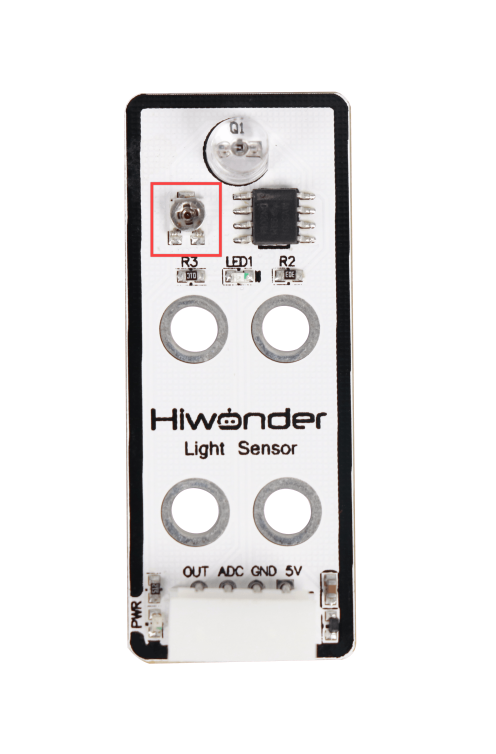 Q1
R3 LED1 R2
Hiwonder
Light Sensor
OUT ADC GND 5V
PWR